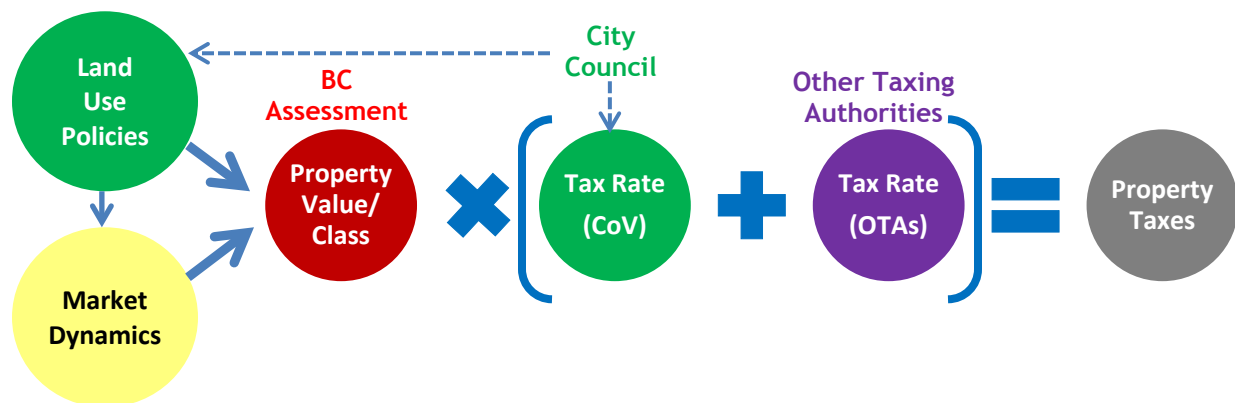 Land
Use
Policies
Market
Dynamics
BC
Assessment
Property
Value/
Class
City
Council
Tax Rate
(CoV)
Other Taxing
Authorities
Tax Rate
(OTAs)
Property
Taxes